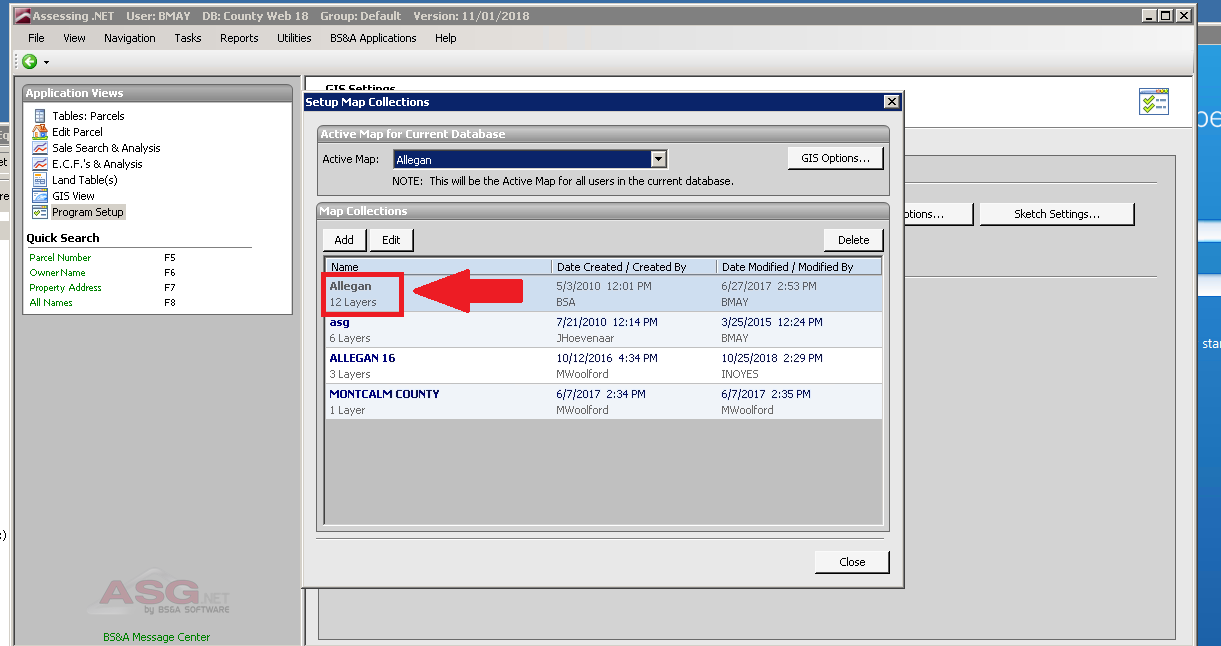 Assessing .NET User: BMAY DB: County Web 18 Group: Default Version: 11/01/2018
File View Navigation Tasks Reports Utilities BS&A Applications Help
Application Views
Tables: Parcels
Edit Parcel
Sale Search & Analysis
E.C.F.'s & Analysis
Land Table(s)
GIS View
Program Setup
Quick Search
Parcel Number F5
Owner Name F6
Property Address F7
All Names F8
ASG.NET
by BS&A SOFTWARE
BS&A Message Center
GIS Settings
Setup Map Collections
Active Map for Current Database
Active Map: Allegan GIS Options...
NOTE: This will be the Active Map for all users in the current database.
Map Collections
Add Edit Delete
Name Date Created / Created By Date Modified / Modified By
Allegan 5/3/2010 12:01 PM 6/27/2017 2:53 PM
12 Layers BSA BMAY
asg 7/21/2010 12:14 PM 3/25/2015 12:24 PM
6 Layers JHoevenaar BMAY
ALLEGAN 16 10/12/2016 4:34 PM 10/25/2018 2:29 PM
3 Layers MWoolford INOYES
MONTCALM COUNTY 6/7/2017 2:34 PM 6/7/2017 2:35 PM
1 Layer MWoolford MWoolford
Close
Sketch Settings...